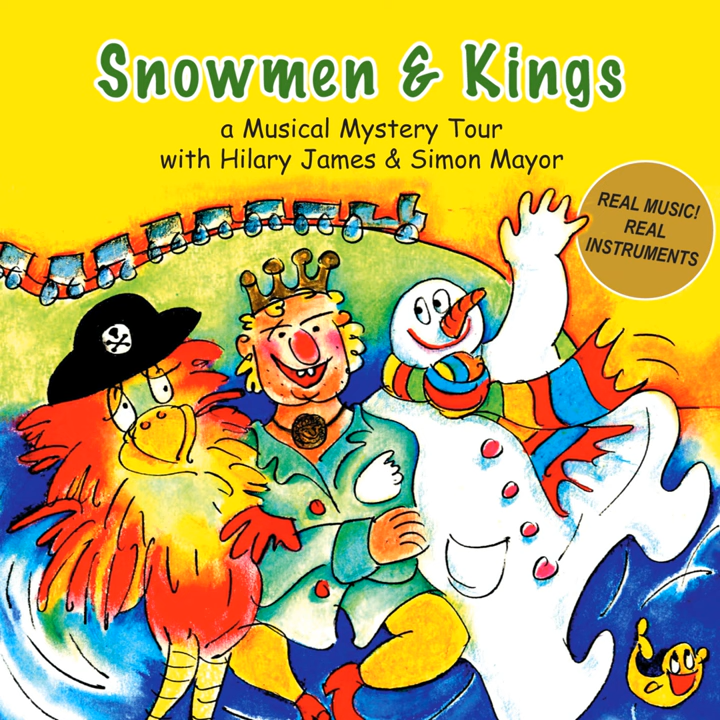 Snowmen & Kings
a Musical Mystery Tour
with Hilary James & Simon Mayor
REAL MUSIC!
REAL
INSTRUMENTS